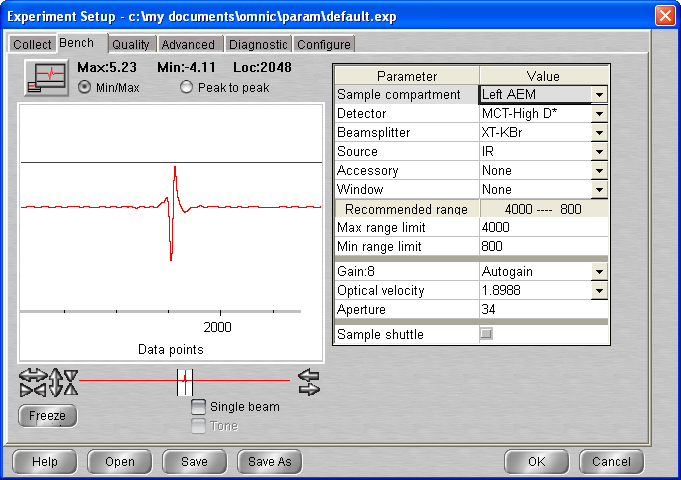 Experiment Setup - c:\my documents\omnic\param\default.exp
Collect Bench Quality Advanced Diagnostic Configure
Max:5.23 Min:-4.11 Loc:2048
Min/Max Peak to peak
2000
Data points
Freeze
Single beam
Tone
Parameter Value
Sample compartment Left AEM
Detector MCT-High D*
Beamsplitter XT-KBr
Source IR
Accessory None
Window None
Recommended range 4000 ---- 800
Max range limit 4000
Min range limit 800
Gain:8 Autogain
Optical velocity 1.8988
Aperture 34
Sample shuttle
Help Open Save Save As OK Cancel